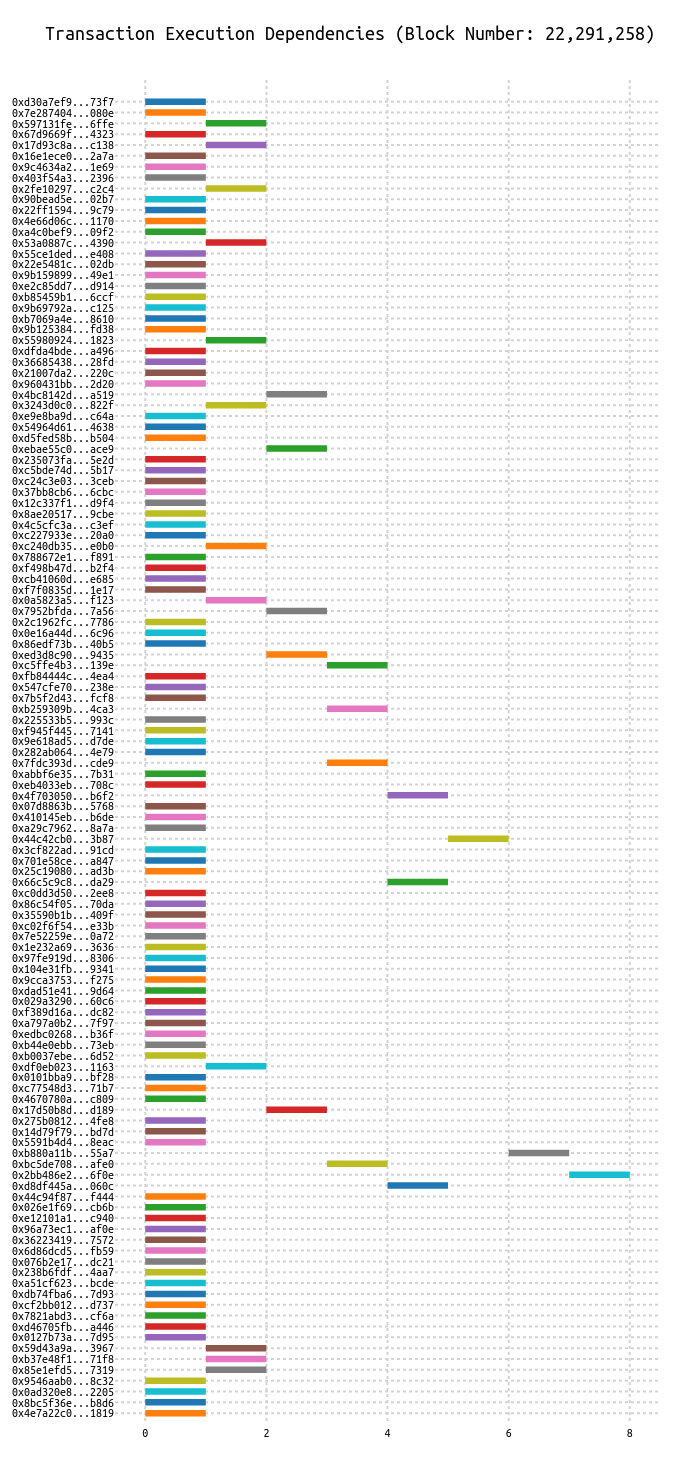 Transaction Execution Dependencies (Block Number: 22,291,258)
0xd30a7ef9...73f7
0x7e287404...080e
0x597131fe...6ffe
0x67d9669f...4323
0x17d93c8a...c138
0x16e1ece0...2a7a
0x9c4634a2...1e69
0x403f54a3...2396
0x2fe10297...c2c4
0x90bead5e...02b7
0x22ff1594...9c79
0x4e66d06c...1170
0xa4c0bef9...09f2
0x53a0887c...4390
0x55ce1ded...e408
0x22e5481c...02db
0x9b159899...49e1
0xe2c85dd7...d914
0xb85459b1...6ccf
0x9b69792a...c125
0xb7069a4e...8610
0x9b125384...fd38
0x55980924...1823
0xdfda4bde...a496
0x36685438...28fd
0x21007da2...220c
0x960431bb...2d20
0x4bc8142d...a519
0x3243d0c0...822f
0xe9e8ba9d...c64a
0x54964d61...4638
0xd5fed58b...b504
0xebae55c0...ace9
0x235073fa...5e2d
0xc5bde74d...5b17
0xc24c3e03...3ceb
0x37bb8cb6...6cbc
0x12c337f1...d9f4
0x8ae20517...9cbe
0x4c5cfc3a...c3ef
0xc227933e...20a0
0xc240db35...e0b0
0x788672e1...f891
0xf498b47d...b2f4
0xcb41060d...e685
0xf7f0835d...1e17
0x0a5823a5...f123
0x7952bfda...7a56
0x2c1962fc...7786
0x0e16a44d...6c96
0x86edf73b...40b5
0xed3d8c90...9435
0xc5ffe4b3...139e
0xfb84444c...4ea4
0x547cfe70...238e
0x7b5f2d43...fcf8
0xb259309b...4ca3
0x225533b5...993c
0xf945f445...7141
0x9e618ad5...d7de
0x282ab064...4e79
0x7fdc393d...cde9
0xabbf6e35...7b31
0xeb4033eb...708c
0x4f703050...b6f2
0x07d8863b...5768
0x410145eb...b6de
0xa29c7962...8a7a
0x44c42cb0...3b87
0x3cf822ad...91cd
0x701e58ce...a847
0x25c19080...ad3b
0x66c5c9c8...da29
0xc0dd3d50...2ee8
0x86c54f05...70da
0x35590b1b...409f
0xc02f6f54...e33b
0x7e52259e...0a72
0x1e232a69...3636
0x97fe919d...8306
0x104e31fb...9341
0x9cca3753...f275
0xdad51e41...9d64
0x029a3290...60c6
0xf389d16a...dc82
0xa797a0b2...7f97
0xedbc0268...b36f
0xb44e0ebb...73eb
0xb0037ebe...6d52
0xdf0eb023...1163
0x0101bba9...bf28
0xc77548d3...71b7
0x4670780a...c809
0x17d50b8d...d189
0x275b0812...4fe8
0x14d79f79...bd7d
0x5591b4d4...8eac
0xb880a11b...55a7
0xbc5de708...afe0
0x2bb486e2...6f0e
0xd8df445a...060c
0x44c94f87...f444
0x026e1f69...cb6b
0xe12101a1...c940
0x96a73ec1...af0e
0x36223419...7572
0x6d86dcd5...fb59
0x076b2e17...dc21
0x238b6fdf...4aa7
0xa51cf623...bcde
0xdb74fba6...7d93
0xcf2bb012...d737
0x7821abd3...cf6a
0xd46705fb...a446
0x0127b73a...7d95
0x59d43a9a...3967
0xb37e48f1...71f8
0x85e1efd5...7319
0x9546aab0...8c32
0x0ad320e8...2205
0x8bc5f36e...b8d6
0x4e7a22c0...1819
0 2 4 6 8